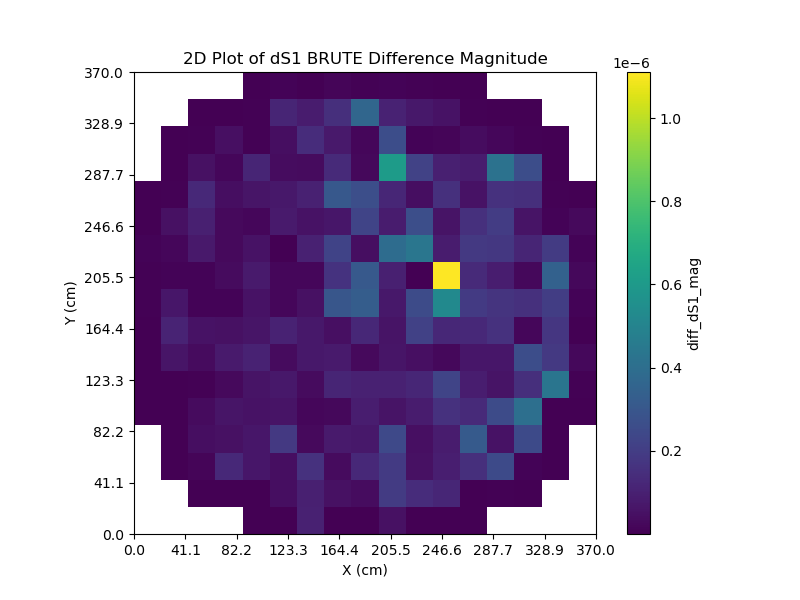 2D Plot of dS1 BRUTE Difference Magnitude
1e−6
370.0
328.9
287.7
246.6
205.5
164.4
123.3
82.2
41.1
0.0
Y (cm)
0.0 41.1 82.2 123.3 164.4 205.5 246.6 287.7 328.9 370.0
X (cm)
1.0
0.8
0.6
0.4
0.2
diff_dS1_mag